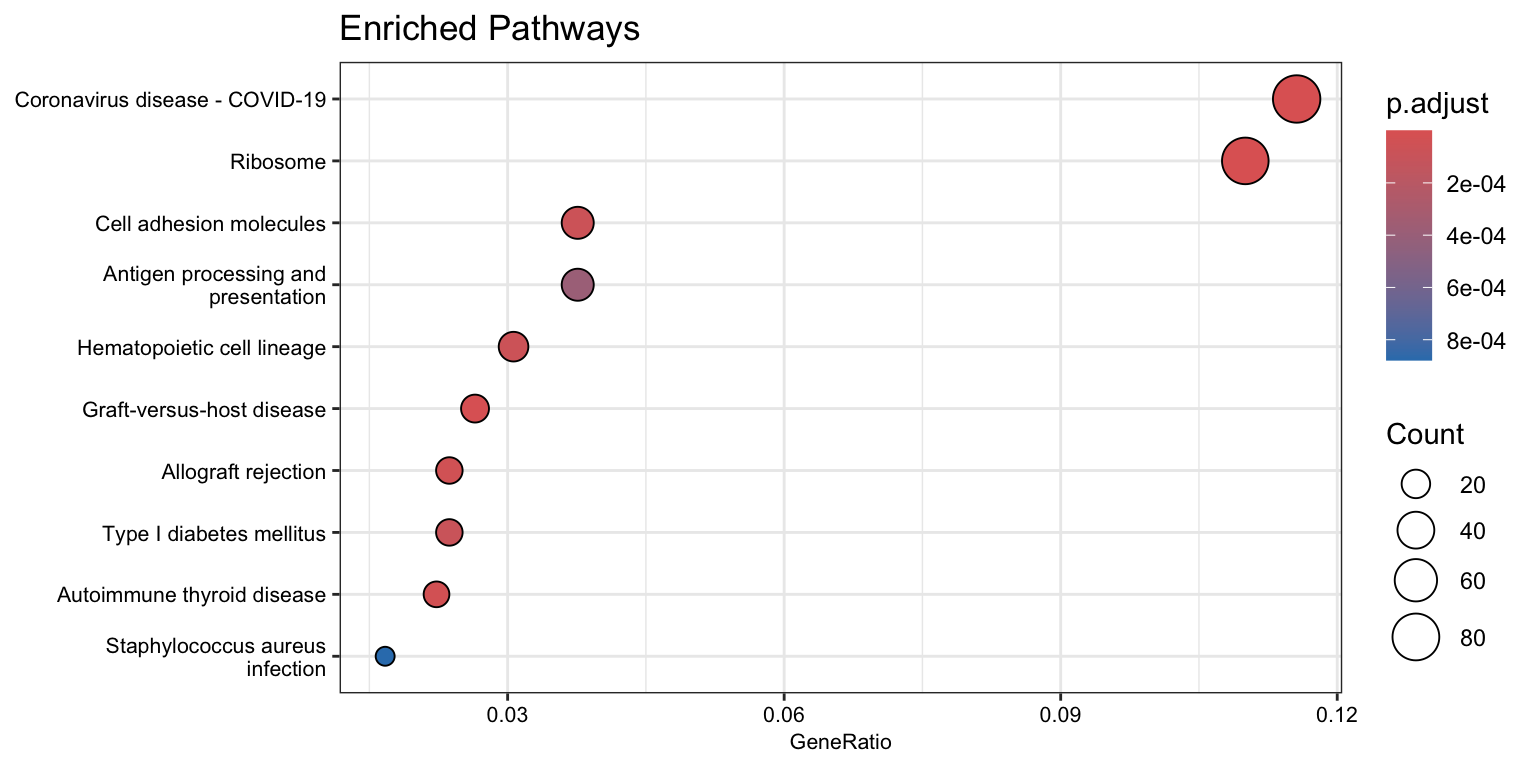 Enriched Pathways
Coronavirus disease - COVID-19
Ribosome
Cell adhesion molecules
Antigen processing and
presentation
Hematopoietic cell lineage
Graft-versus-host disease
Allograft rejection
Type I diabetes mellitus
Autoimmune thyroid disease
Staphylococcus aureus
infection
0.03
0.06
0.09
0.12
GeneRatio
p.adjust
2e-04
4e-04
6e-04
8e-04
Count
20
40
60
80